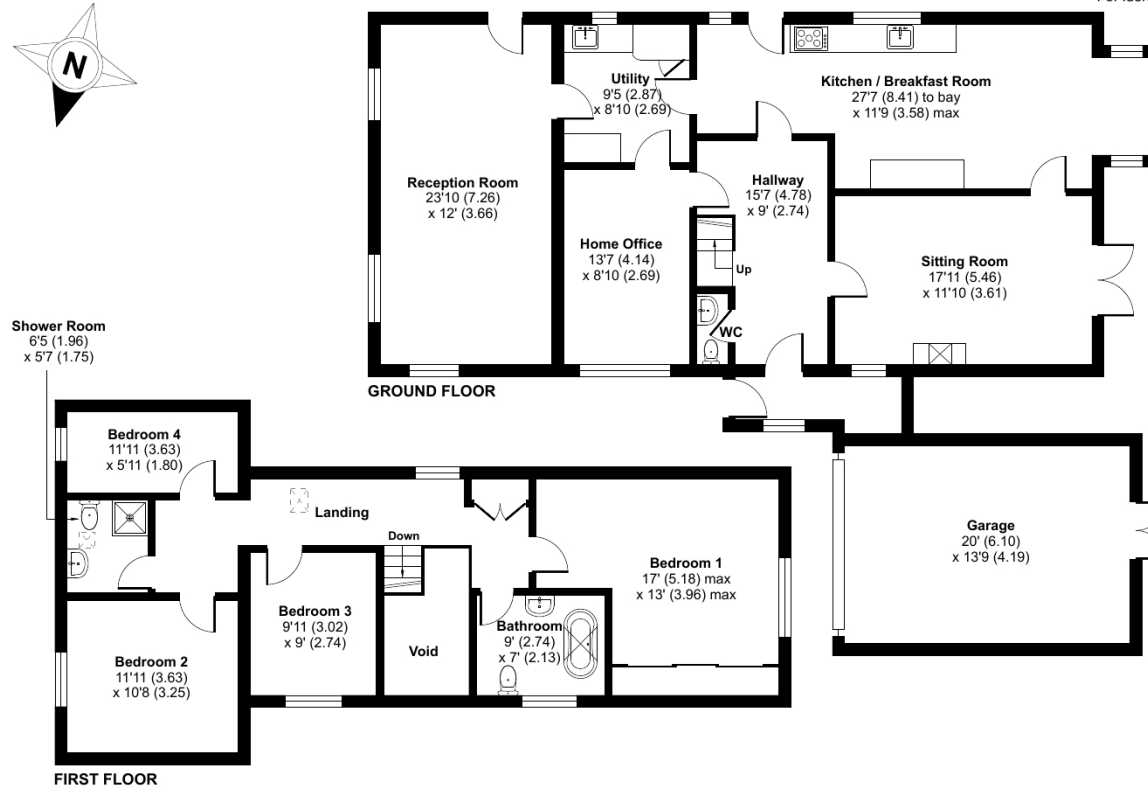 N
Utility
9'5 (2.87)
x 8'10 (2.69)
Kitchen / Breakfast Room
27'7 (8.41) to bay
x 11'9 (3.58) max
Reception Room
23'10 (7.26)
x 12' (3.66)
Hallway
15'7 (4.78)
x 9' (2.74)
Home Office
13'7 (4.14)
x 8'10 (2.69)
Up
Sitting Room
17'11 (5.46)
x 11'10 (3.61)
WC
Shower Room
6'5 (1.96)
x 5'7 (1.75)
GROUND FLOOR
Bedroom 4
11'11 (3.63)
x 5'11 (1.80)
Landing
Down
Bedroom 1
17' (5.18) max
x 13' (3.96) max
Garage
20' (6.10)
x 13'9 (4.19)
Bedroom 3
9'11 (3.02)
x 9' (2.74)
Void
Bathroom
9' (2.74)
x 7' (2.13)
Bedroom 2
11'11 (3.63)
x 10'8 (3.25)
FIRST FLOOR